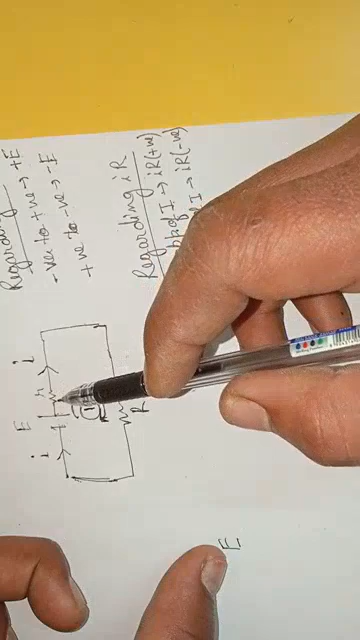 Regarding
-ve to +ve → +E
+ve to -ve → -E
Regarding iR
I → iR (+ve)
I → iR (-ve)
E
r
i
i
R
E